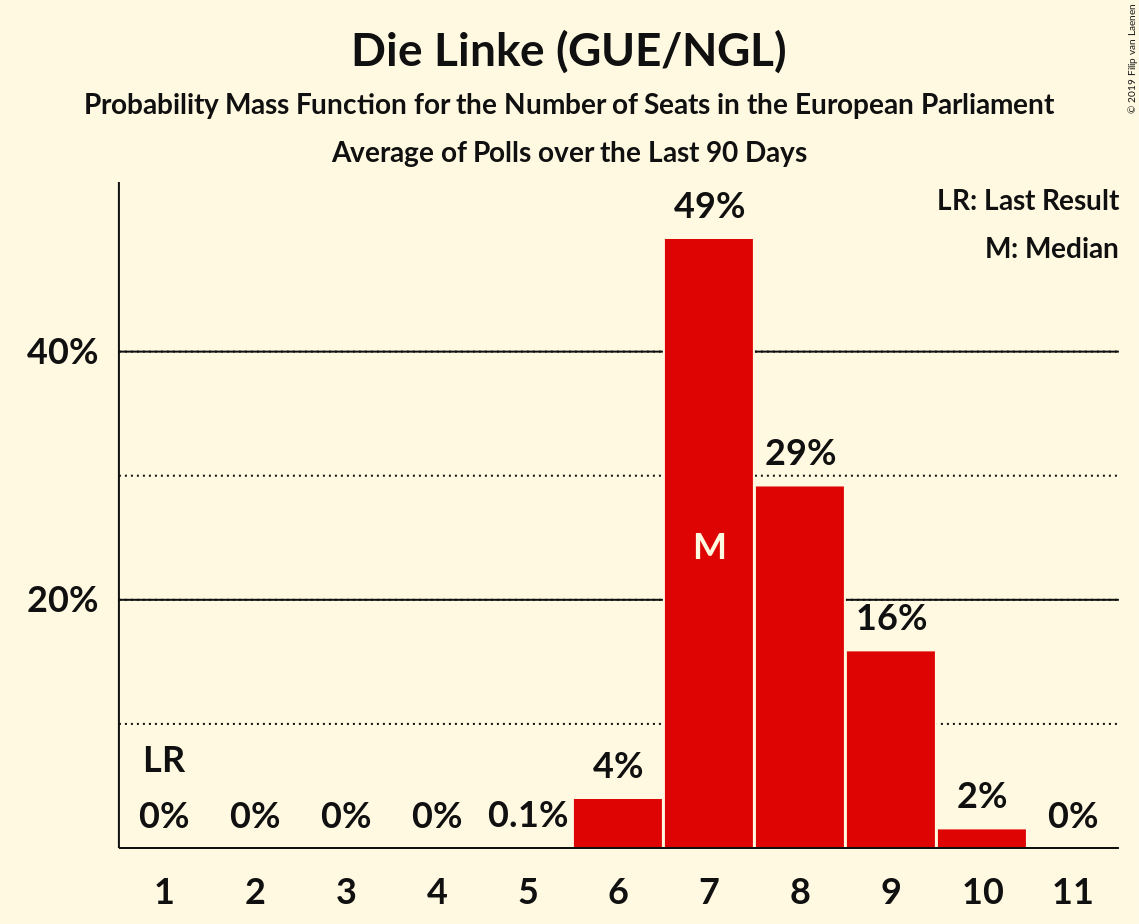 Die Linke (GUE/NGL)
Probability Mass Function for the Number of Seats in the European Parliament
Average of Polls over the Last 90 Days
© 2019 Filip van Laenen
LR: Last Result
M: Median
49%
40%
29%
M
20%
16%
LR
4%
2%
0% 0% 0% 0% 0.1% 0%
1 2 3 4 5 6 7 8 9 10 11